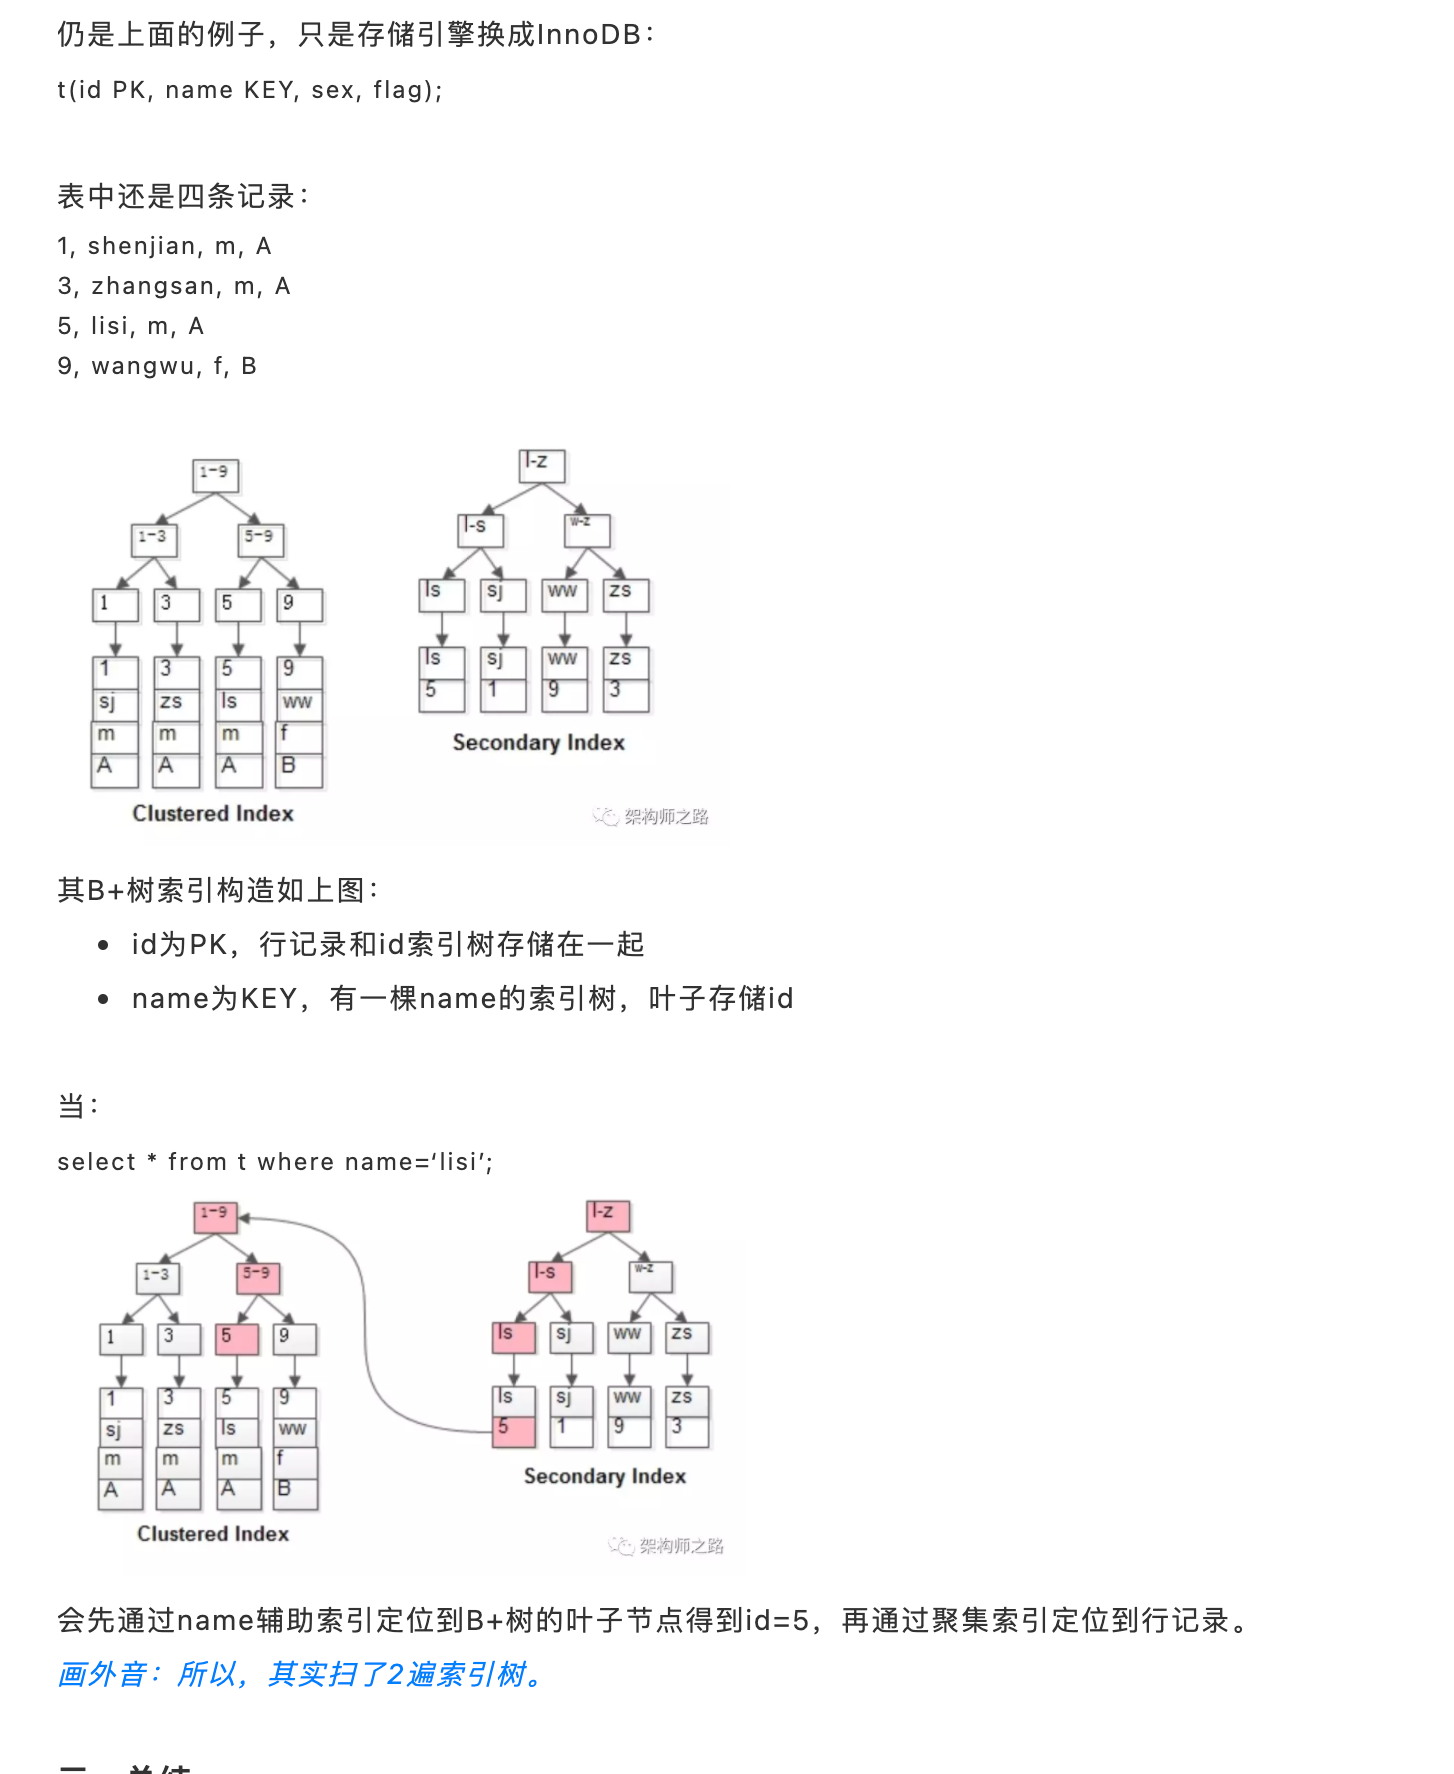 仍是上面的例子，只是存储引擎换成InnoDB：
t(id PK, name KEY, sex, flag);
表中还是四条记录：
1, shenjian, m, A
3, zhangsan, m, A
5, lisi, m, A
9, wangwu, f, B
1-9
1-3 5-9
1 3 5 9
1 3 5 9
sj zs ls ww
m m m f
A A A B
Clustered Index
l-z
l-s w-z
ls sj ww zs
ls sj ww zs
5 1 9 3
Secondary Index
架构师之路
其B+树索引构造如上图：
• id为PK，行记录和id索引树存储在一起
• name为KEY，有一棵name的索引树，叶子存储id
当：
select * from t where name=‘lisi’;
1-9
1-3 5-9
1 3 5 9
1 3 5 9
sj zs ls ww
m m m f
A A A B
Clustered Index
l-z
l-s w-z
ls sj ww zs
ls sj ww zs
5 1 9 3
Secondary Index
架构师之路
会先通过name辅助索引定位到B+树的叶子节点得到id=5，再通过聚集索引定位到行记录。
画外音：所以，其实扫了2遍索引树。